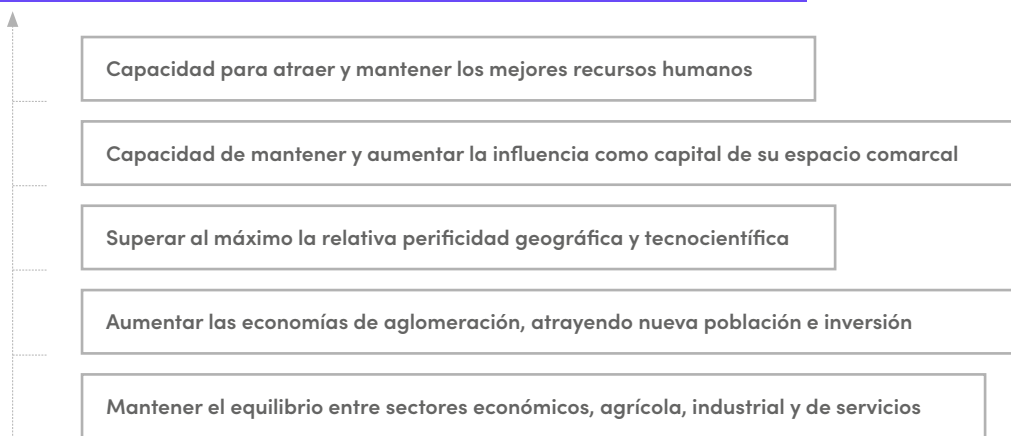 Capacidad para atraer y mantener los mejores recursos humanos
Capacidad de mantener y aumentar la influencia como capital de su espacio comarcal
Superar al máximo la relativa perificidad geográfica y tecnocientífica
Aumentar las economías de aglomeración, atrayendo nueva población e inversión
Mantener el equilibrio entre sectores económicos, agrícola, industrial y de servicios